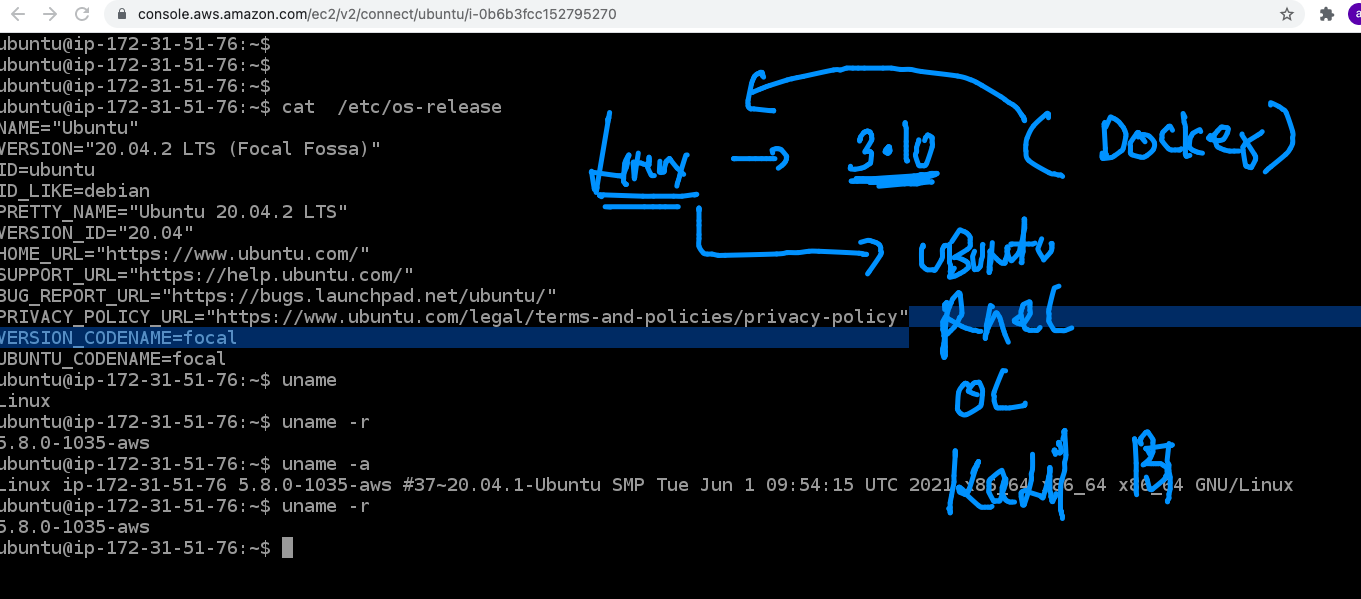 console.aws.amazon.com/ec2/v2/connect/ubuntu/i-0b6b3fcc152795270
ubuntu@ip-172-31-51-76:~$
ubuntu@ip-172-31-51-76:~$
ubuntu@ip-172-31-51-76:~$
ubuntu@ip-172-31-51-76:~$ cat  /etc/os-release
NAME="Ubuntu"
VERSION="20.04.2 LTS (Focal Fossa)"
ID=ubuntu
ID_LIKE=debian
PRETTY_NAME="Ubuntu 20.04.2 LTS"
VERSION_ID="20.04"
HOME_URL="https://www.ubuntu.com/"
SUPPORT_URL="https://help.ubuntu.com/"
BUG_REPORT_URL="https://bugs.launchpad.net/ubuntu/"
PRIVACY_POLICY_URL="https://www.ubuntu.com/legal/terms-and-policies/privacy-policy"
VERSION_CODENAME=focal
UBUNTU_CODENAME=focal
ubuntu@ip-172-31-51-76:~$ uname
Linux
ubuntu@ip-172-31-51-76:~$ uname -r
5.8.0-1035-aws
ubuntu@ip-172-31-51-76:~$ uname -a
Linux ip-172-31-51-76 5.8.0-1035-aws #37~20.04.1-Ubuntu SMP Tue Jun 1 09:54:15 UTC 2021 x86_64 x86_64 x86_64 GNU/Linux
ubuntu@ip-172-31-51-76:~$ uname -r
5.8.0-1035-aws
ubuntu@ip-172-31-51-76:~$
Linux → 3.10 (Docker)
uBuntu
RheL
OL
Kali